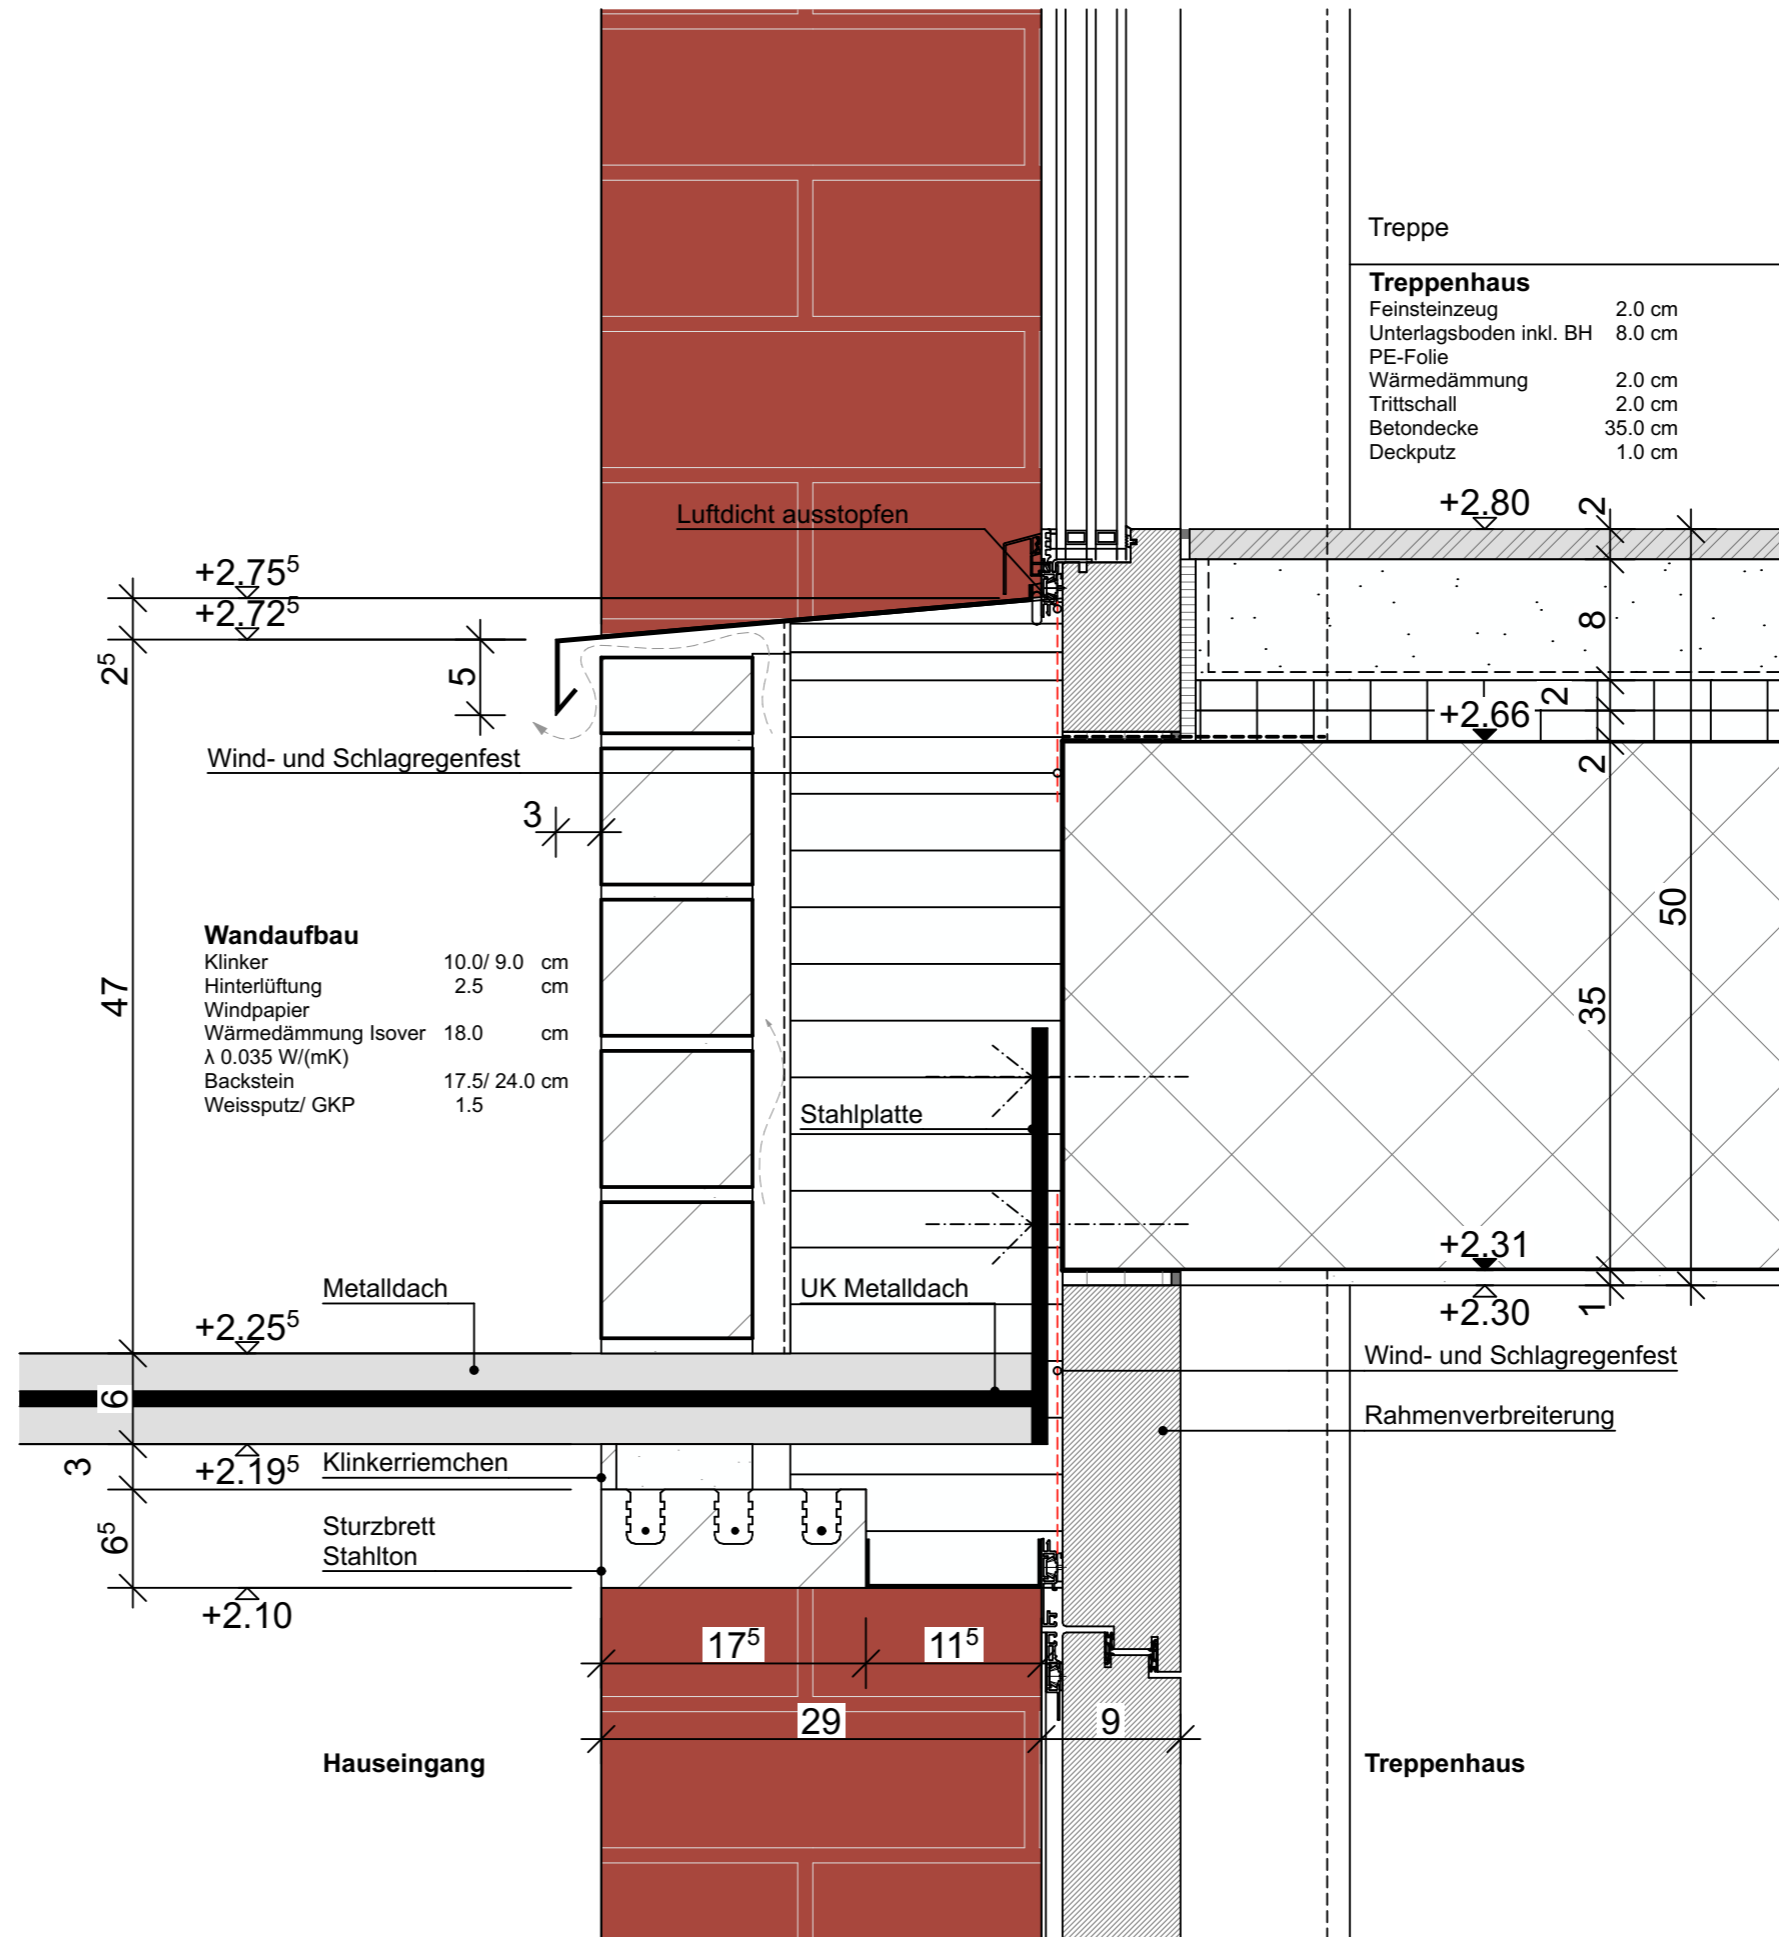 Treppe
Treppenhaus
Feinsteinzeug 2.0 cm
Unterlagsboden inkl. BH 8.0 cm
PE-Folie
Wärmedämmung 2.0 cm
Trittschall 2.0 cm
Betondecke 35.0 cm
Deckputz 1.0 cm
+2.80
2
Luftdicht ausstopfen
+2.75⁵
+2.72⁵
2⁵
5
8
2
+2.66
2
Wind- und Schlagregenfest
3
50
Wandaufbau
Klinker 10.0/ 9.0 cm
Hinterlüftung 2.5 cm
Windpapier
Wärmedämmung Isover 18.0 cm
λ 0.035 W/(mK)
Backstein 17.5/ 24.0 cm
Weissputz/ GKP 1.5
47
35
Stahlplatte
+2.31
Metalldach
UK Metalldach
+2.30
1
+2.25⁵
Wind- und Schlagregenfest
6
Rahmenverbreiterung
3
+2.19⁵
Klinkerriemchen
Sturzbrett
Stahlton
6⁵
+2.10
17⁵
11⁵
29
9
Hauseingang
Treppenhaus